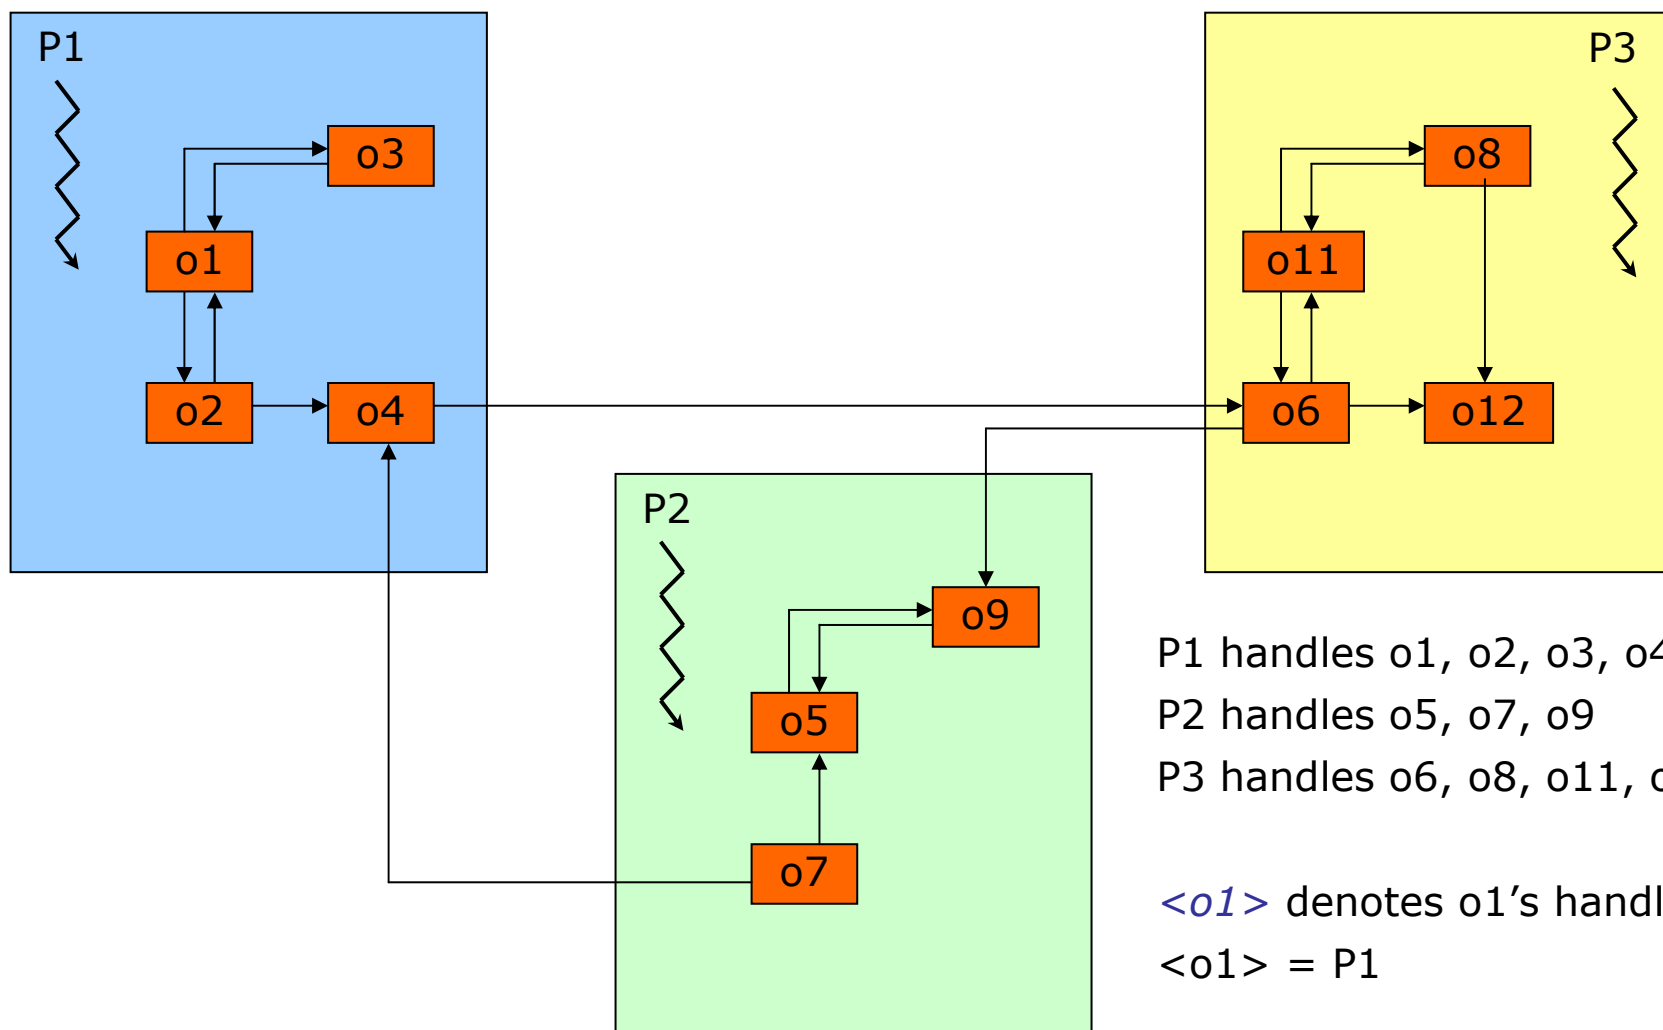 P1
P3
o3
o8
o1
o11
o2
o4
o6
o12
P2
o9
o5
o7
P1 handles o1, o2, o3, o4
P2 handles o5, o7, o9
P3 handles o6, o8, o11,
<o1> denotes o1’s
<o1> = P1